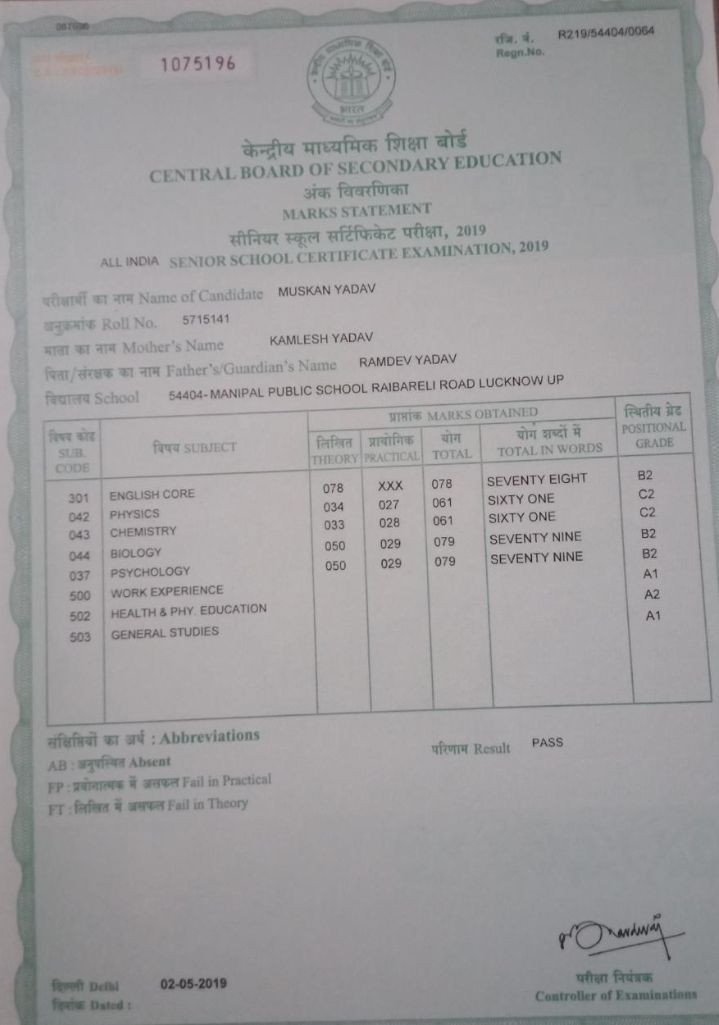 1075196
रजि. नं.
Regn.No. R219/54404/0064
भारत
केन्द्रीय माध्यमिक शिक्षा बोर्ड
CENTRAL BOARD OF SECONDARY EDUCATION
अंक विवरणिका
MARKS STATEMENT
सीनियर स्कूल सर्टिफिकेट परीक्षा, 2019
ALL INDIA SENIOR SCHOOL CERTIFICATE EXAMINATION, 2019
परीक्षार्थी का नाम Name of Candidate MUSKAN YADAV
अनुक्रमांक Roll No. 5715141
माता का नाम Mother's Name KAMLESH YADAV
पिता/संरक्षक का नाम Father's/Guardian's Name RAMDEV YADAV
विद्यालय School 54404- MANIPAL PUBLIC SCHOOL RAIBARELI ROAD LUCKNOW UP
विषय कोड SUB. CODE विषय SUBJECT प्राप्तांक MARKS OBTAINED स्थितीय ग्रेड POSITIONAL GRADE
लिखित THEORY प्रायोगिक PRACTICAL योग TOTAL योग शब्दों में TOTAL IN WORDS
301 ENGLISH CORE 078 XXX 078 SEVENTY EIGHT B2
042 PHYSICS 034 027 061 SIXTY ONE C2
043 CHEMISTRY 033 028 061 SIXTY ONE C2
044 BIOLOGY 050 029 079 SEVENTY NINE B2
037 PSYCHOLOGY 050 029 079 SEVENTY NINE B2
500 WORK EXPERIENCE A1
502 HEALTH & PHY. EDUCATION A2
503 GENERAL STUDIES A1
संक्षिप्तियों का अर्थ : Abbreviations
परिणाम Result PASS
AB : अनुपस्थित Absent
FP : प्रयोगात्मक में असफल Fail in Practical
FT : लिखित में असफल Fail in Theory
दिल्ली Delhi
दिनांक Dated : 02-05-2019
परीक्षा नियंत्रक
Controller of Examinations